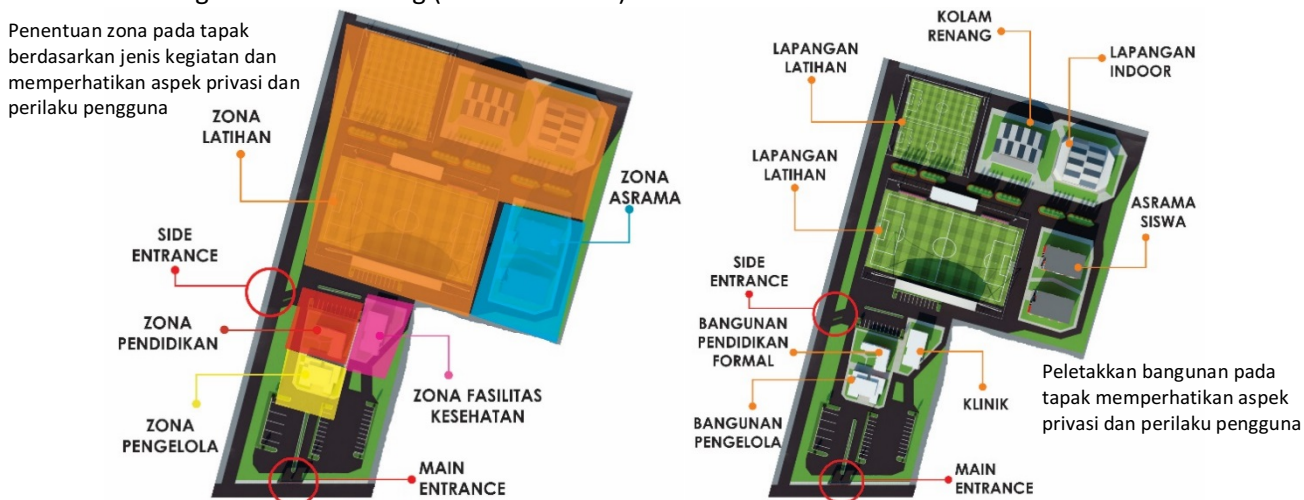 Penentuan zona pada tapak
berdasarkan jenis kegiatan dan
memperhatikan aspek privasi dan
perilaku pengguna
ZONA
LATIHAN
ZONA
ASRAMA
SIDE
ENTRANCE
ZONA
PENDIDIKAN
ZONA FASILITAS
KESEHATAN
ZONA
PENGELOLA
MAIN
ENTRANCE
KOLAM
RENANG
LAPANGAN
LATIHAN
LAPANGAN
INDOOR
LAPANGAN
LATIHAN
ASRAMA
SISWA
SIDE
ENTRANCE
BANGUNAN
PENDIDIKAN
FORMAL
KLINIK
BANGUNAN
PENGELOLA
MAIN
ENTRANCE
Peletakkan bangunan pada
tapak memperhatikan aspek
privasi dan perilaku pengguna